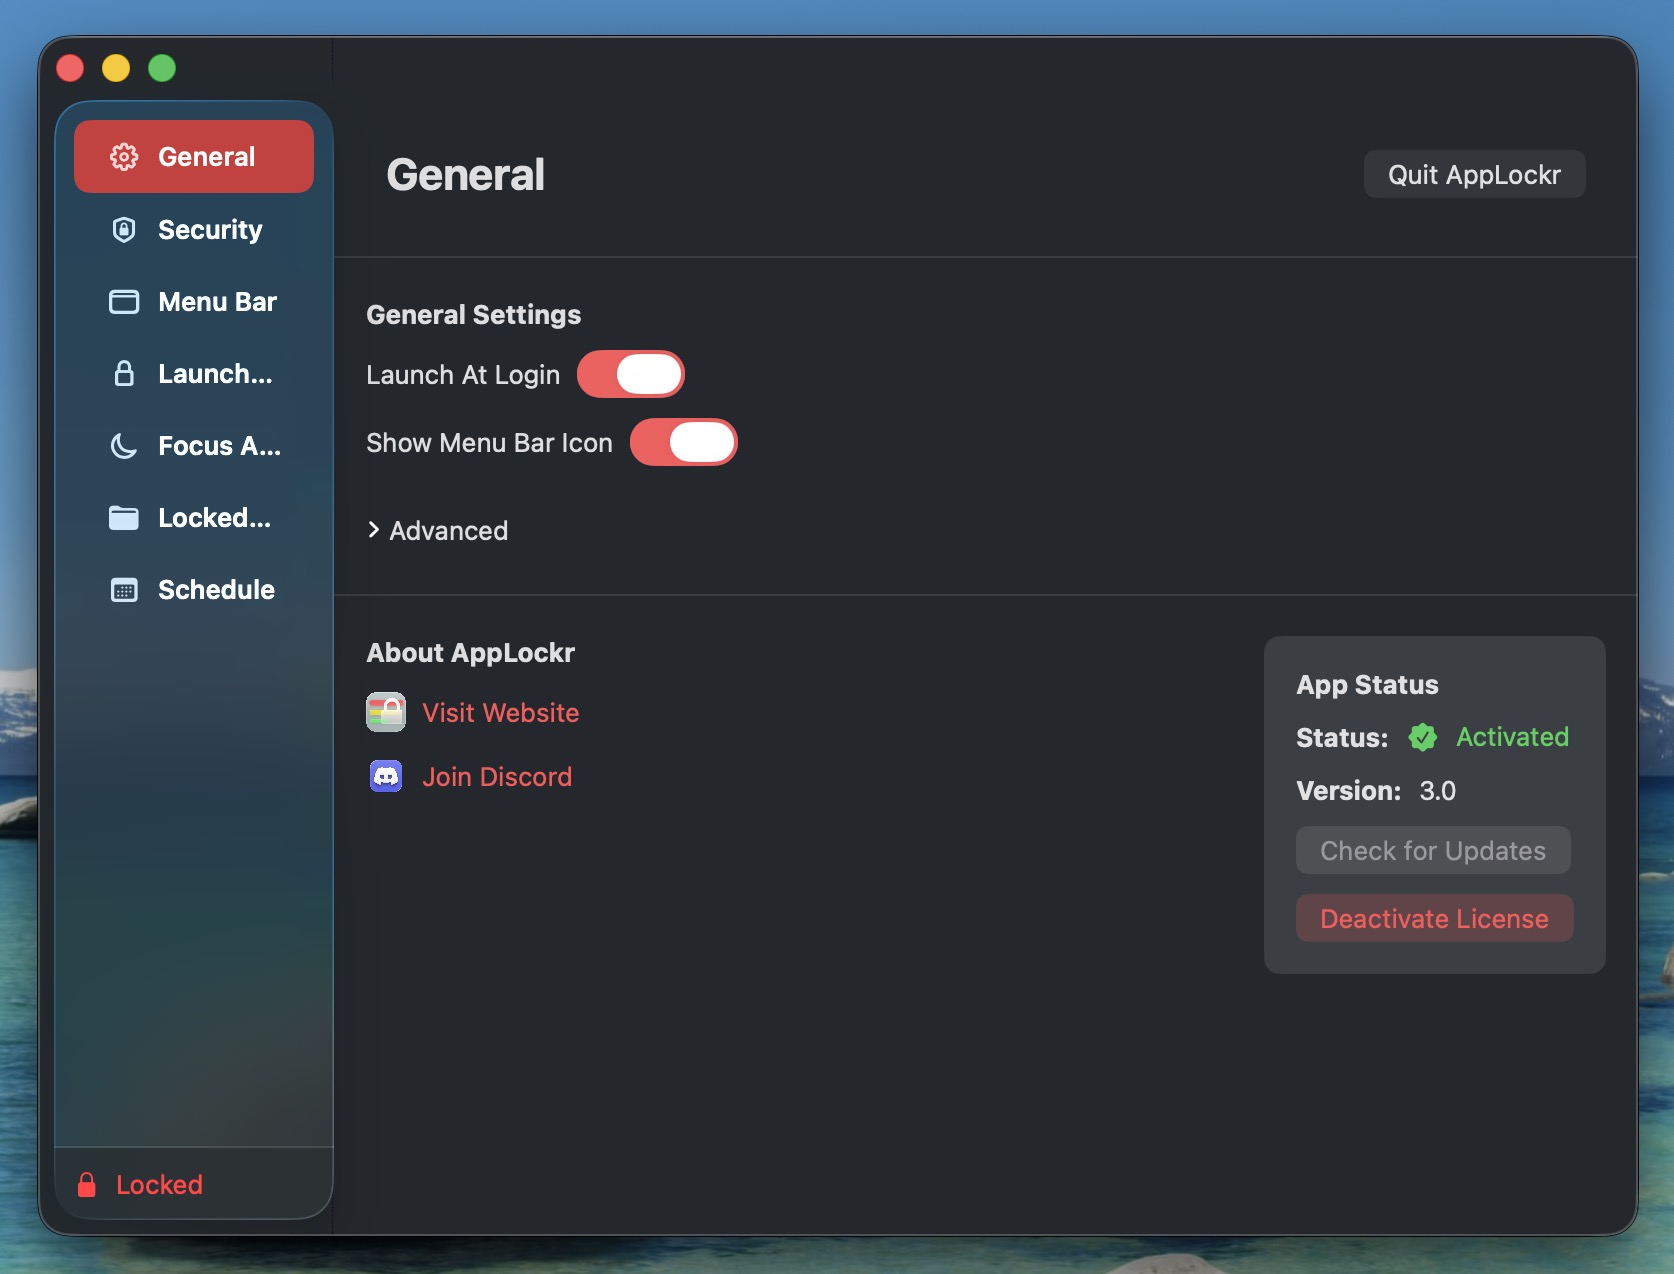 General
Security
Menu Bar
Launch...
Focus A...
Locked...
Schedule
Locked
General
Quit AppLockr
General Settings
Launch At Login
Show Menu Bar Icon
Advanced
About AppLockr
Visit Website
Join Discord
App Status
Status: Activated
Version: 3.0
Check for Updates
Deactivate License